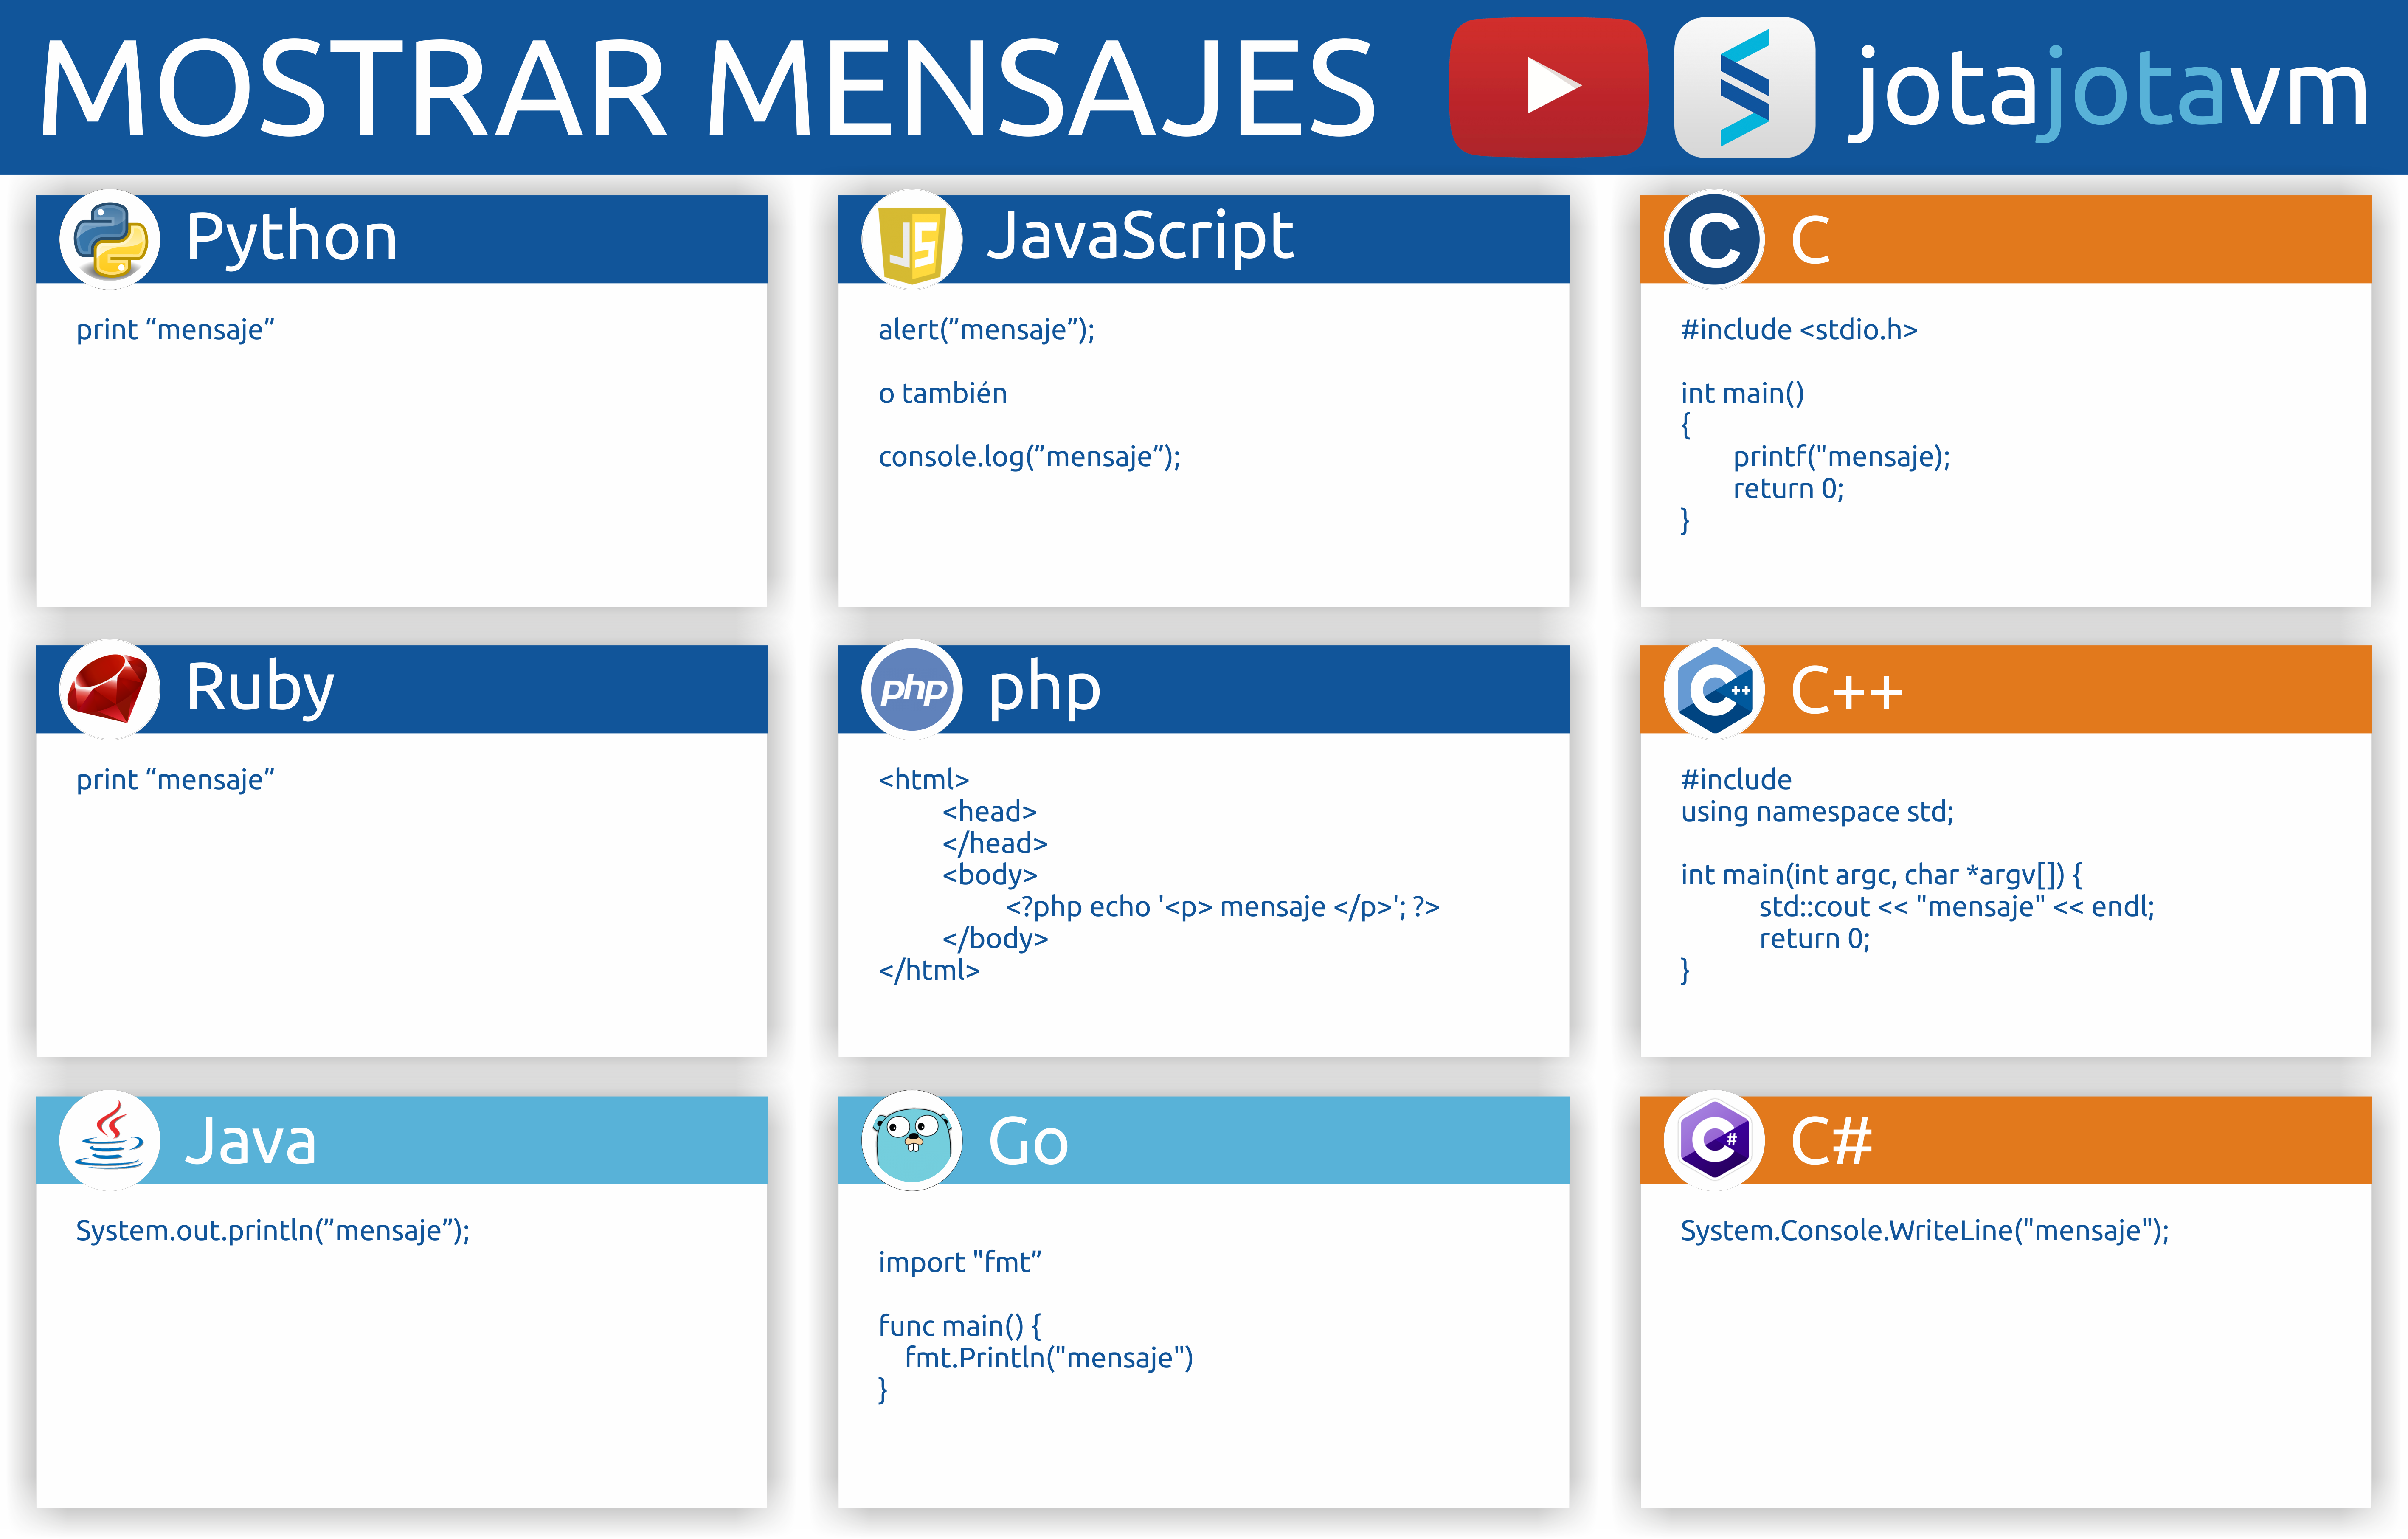 MOSTRAR MENSAJES
jotajotavm
Python
print “mensaje”
JS
JavaScript
alert(”mensaje”);
o también
console.log(”mensaje”);
C
C
#include <stdio.h>
int main()
{
printf("mensaje);
return 0;
}
Ruby
print “mensaje”
php
php
<html>
<head>
</head>
<body>
<?php echo '<p> mensaje </p>'; ?>
</body>
</html>
C++
C++
#include
using namespace std;
int main(int argc, char *argv[]) {
std::cout << "mensaje" << endl;
return 0;
}
Java
System.out.println(”mensaje”);
Go
import "fmt”
func main() {
fmt.Println("mensaje")
}
C#
C#
System.Console.WriteLine("mensaje");